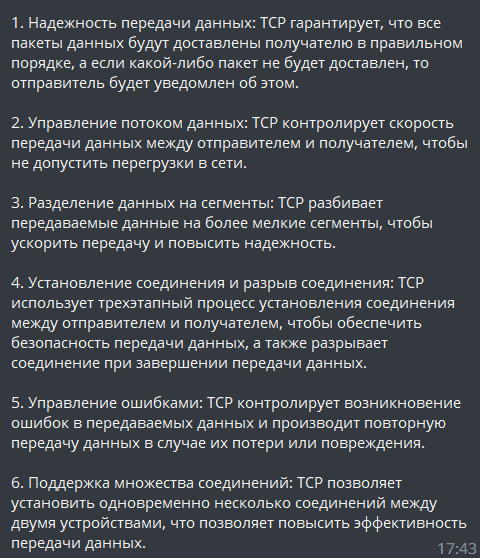 1. Надежность передачи данных: TCP гарантирует, что все
пакеты данных будут доставлены получателю в правильном
порядке, а если какой-либо пакет не будет доставлен, то
отправитель будет уведомлен об этом.
2. Управление потоком данных: TCP контролирует скорость
передачи данных между отправителем и получателем, чтобы
не допустить перегрузки в сети.
3. Разделение данных на сегменты: TCP разбивает
передаваемые данные на более мелкие сегменты, чтобы
ускорить передачу и повысить надежность.
4. Установление соединения и разрыв соединения: TCP
использует трехэтапный процесс установления соединения
между отправителем и получателем, чтобы обеспечить
безопасность передачи данных, а также разрывает
соединение при завершении передачи данных.
5. Управление ошибками: TCP контролирует возникновение
ошибок в передаваемых данных и производит повторную
передачу данных в случае их потери или повреждения.
6. Поддержка множества соединений: TCP позволяет
установить одновременно несколько соединений между
двумя устройствами, что позволяет повысить эффективность
передачи данных.
17:43